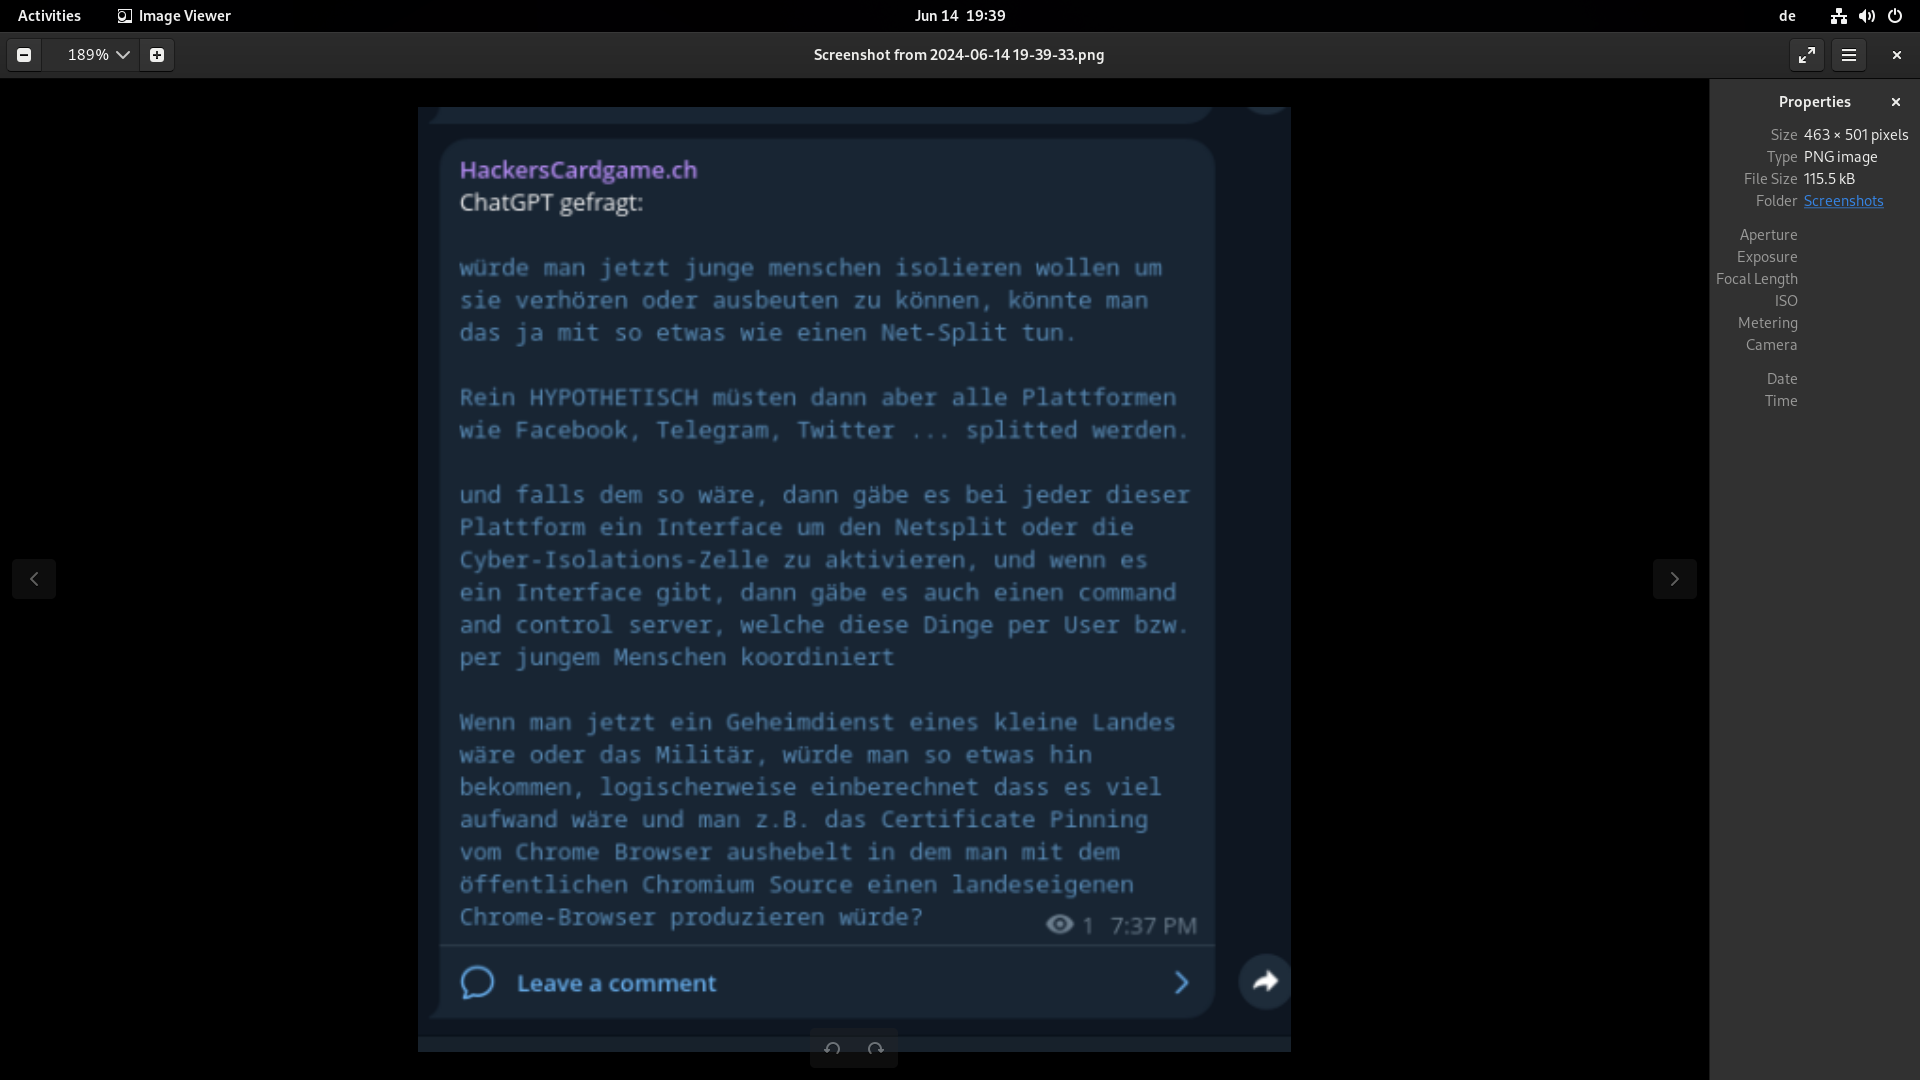 Activities
Image Viewer
Jun 14 19:39
de
189%
Screenshot from 2024-06-14 19-39-33.png
HackersCardgame.ch
ChatGPT gefragt:
würde man jetzt junge menschen isolieren wollen um
sie verhören oder ausbeuten zu können, könnte man
das ja mit so etwas wie einen Net-Split tun.
Rein HYPOTHETISCH müsten dann aber alle Plattformen
wie Facebook, Telegram, Twitter ... splitted werden.
und falls dem so wäre, dann gäbe es bei jeder dieser
Plattform ein Interface um den Netsplit oder die
Cyber-Isolations-Zelle zu aktivieren, und wenn es
ein Interface gibt, dann gäbe es auch einen command
and control server, welche diese Dinge per User bzw.
per jungem Menschen koordiniert
Wenn man jetzt ein Geheimdienst eines kleine Landes
wäre oder das Militär, würde man so etwas hin
bekommen, logischerweise einberechnet dass es viel
aufwand wäre und man z.B. das Certificate Pinning
vom Chrome Browser aushebelt in dem man mit dem
öffentlichen Chromium Source einen landeseigenen
Chrome-Browser produzieren würde?
1 7:37 PM
Leave a comment
Properties
Size 463 × 501 pixels
Type PNG image
File Size 115.5 kB
Folder Screenshots
Aperture
Exposure
Focal Length
ISO
Metering
Camera
Date
Time